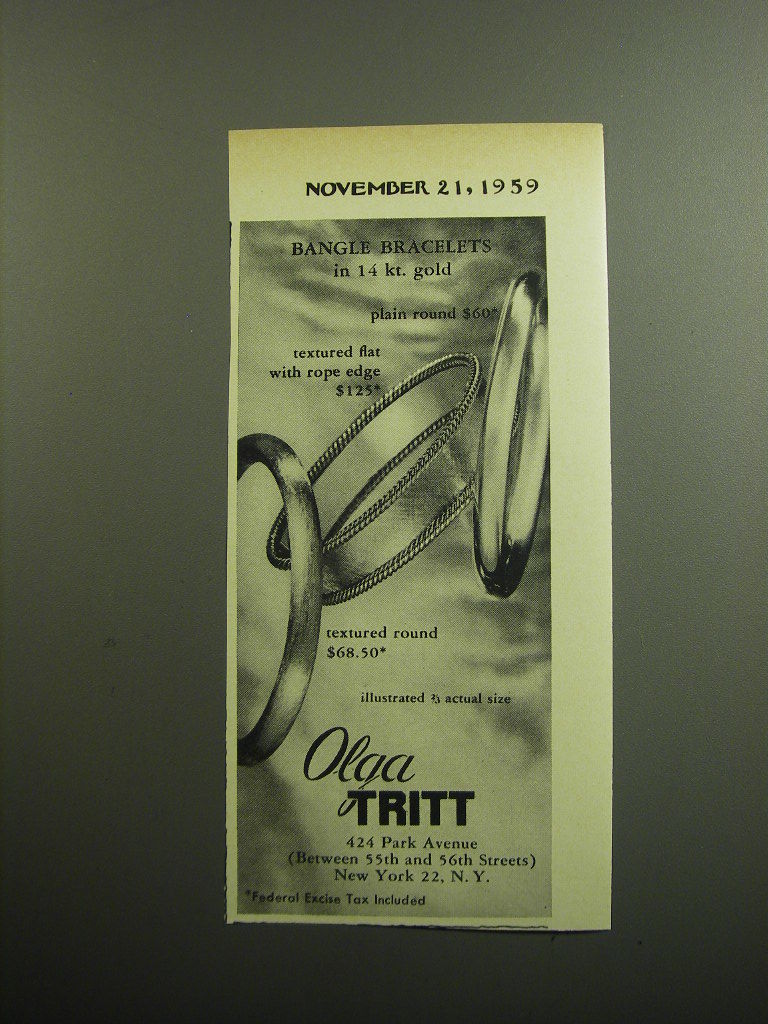 NOVEMBER 21, 1959
BANGLE BRACELETS
in 14 kt. gold
plain round $60*
textured flat
with rope edge
$125*
textured round
$68.50*
illustrated ⅔ actual size
Olga
TRITT
424 Park Avenue
(Between 55th and 56th Streets)
New York 22, N. Y.
*Federal Excise Tax Included